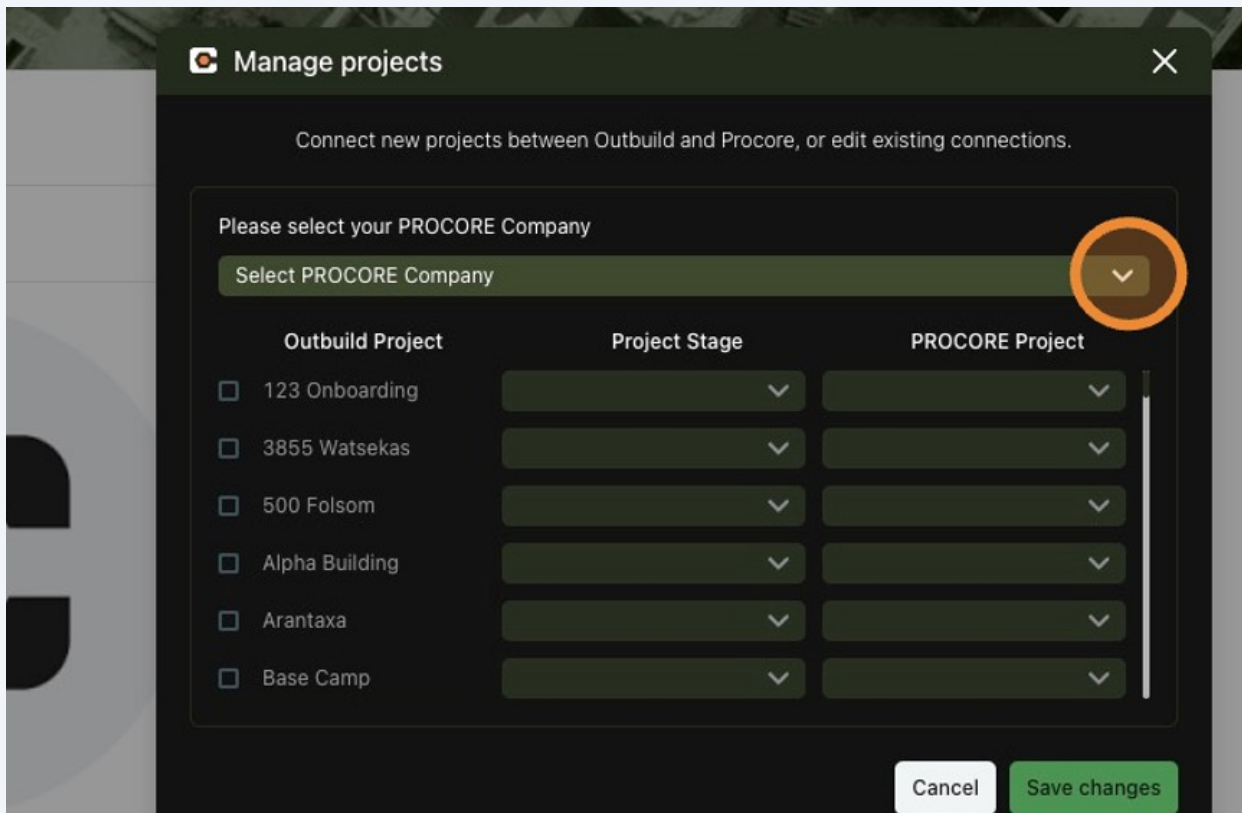 Manage projects
Connect new projects between Outbuild and Procore, or edit existing connections.
Please select your PROCORE Company
Select PROCORE Company
Outbuild Project Project Stage PROCORE Project
123 Onboarding
3855 Watsekas
500 Folsom
Alpha Building
Arantaxa
Base Camp
Cancel Save changes